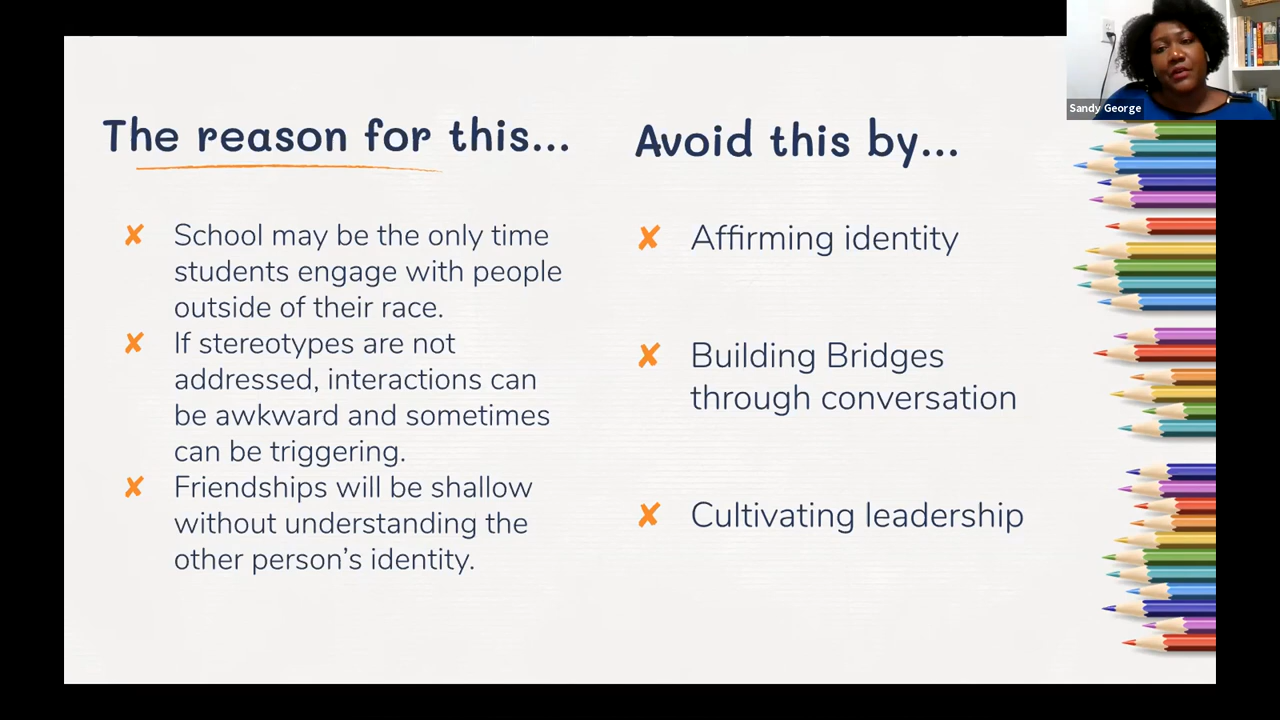 The reason for this...
✘ School may be the only time
students engage with people
outside of their race.
✘ If stereotypes are not
addressed, interactions can
be awkward and sometimes
can be triggering.
✘ Friendships will be shallow
without understanding the
other person’s identity.
Avoid this by...
✘ Affirming identity
✘ Building Bridges
through conversation
✘ Cultivating leadership
Sandy George